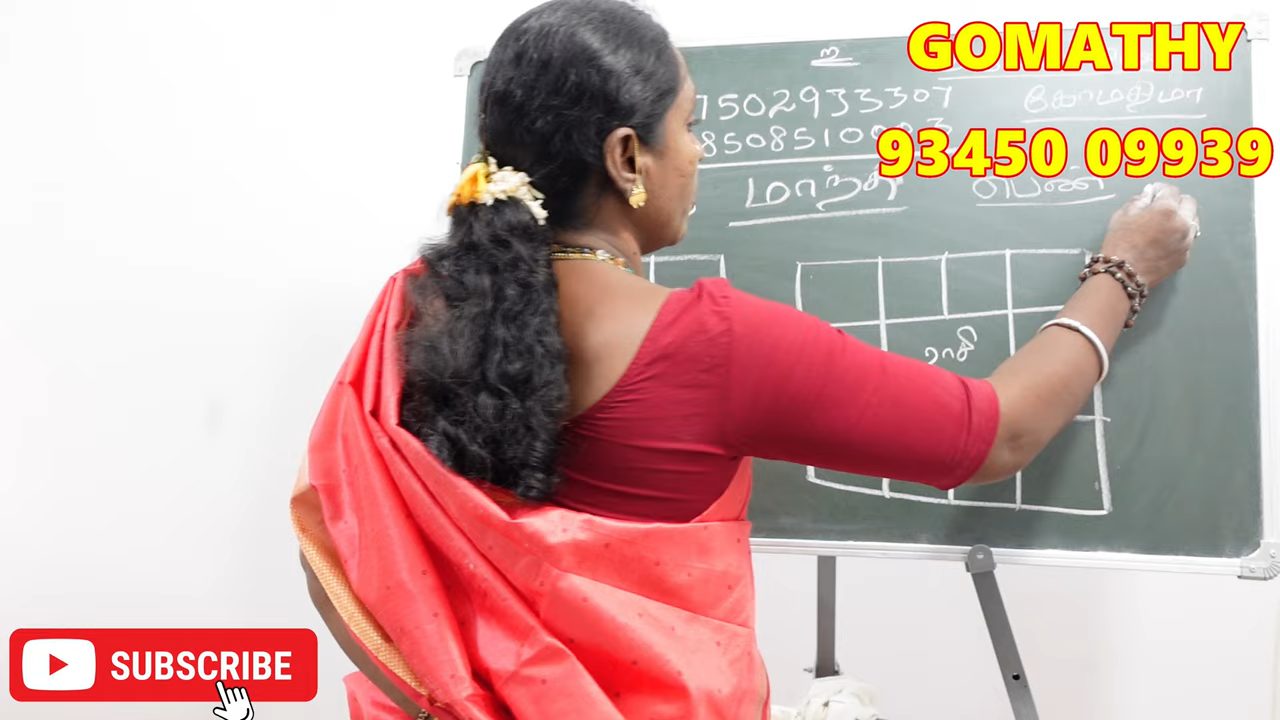 GOMATHY
உ
7502933307
கோமதிமா
93450 09939
மாந்தி
பெண்
ராசி
SUBSCRIBE